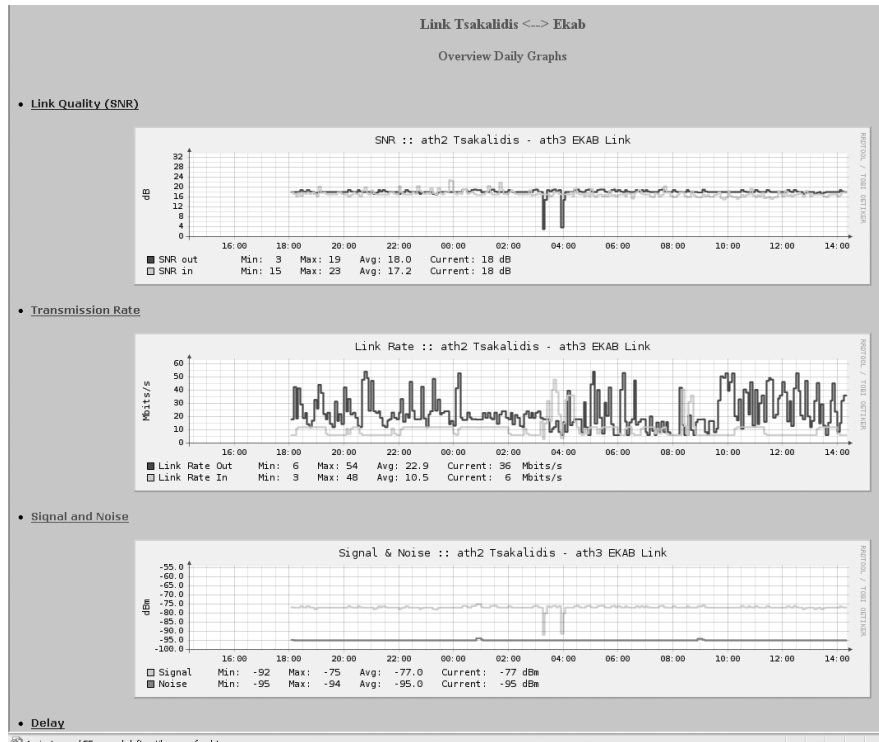 Link Tsakalidis <--> Ekab
Overview Daily Graphs
• Link Quality (SNR)
SNR :: ath2 Tsakalidis - ath3 EKAB Link
RRDTOOL / TOBI OETIKER
dB
32
28
24
20
16
12
8
4
0
16:00 18:00 20:00 22:00 00:00 02:00 04:00 06:00 08:00 10:00 12:00 14:00
SNR out Min: 3 Max: 19 Avg: 18.0 Current: 18 dB
SNR in Min: 15 Max: 23 Avg: 17.2 Current: 18 dB
• Transmission Rate
Link Rate :: ath2 Tsakalidis - ath3 EKAB Link
RRDTOOL / TOBI OETIKER
Mbits/s
60
50
40
30
20
10
0
16:00 18:00 20:00 22:00 00:00 02:00 04:00 06:00 08:00 10:00 12:00 14:00
Link Rate Out Min: 6 Max: 54 Avg: 22.9 Current: 36 Mbits/s
Link Rate In Min: 3 Max: 48 Avg: 10.5 Current: 6 Mbits/s
• Signal and Noise
Signal & Noise :: ath2 Tsakalidis - ath3 EKAB Link
RRDTOOL / TOBI OETIKER
dBm
-55.0
-60.0
-65.0
-70.0
-75.0
-80.0
-85.0
-90.0
-95.0
-100.0
16:00 18:00 20:00 22:00 00:00 02:00 04:00 06:00 08:00 10:00 12:00 14:00
Signal Min: -92 Max: -75 Avg: -77.0 Current: -77 dBm
Noise Min: -95 Max: -94 Avg: -95.0 Current: -95 dBm
• Delay